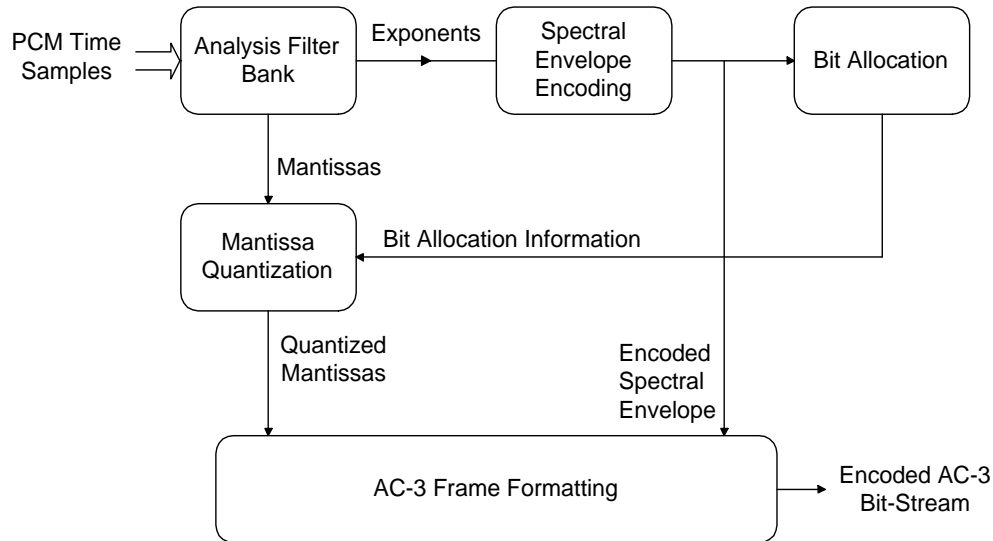 PCM Time
Samples
Analysis Filter
Bank
Exponents
Spectral
Envelope
Encoding
Bit Allocation
Mantissas
Mantissa
Quantization
Bit Allocation Information
Quantized
Mantissas
Encoded
Spectral
Envelope
AC-3 Frame Formatting
Encoded AC-3
Bit-Stream